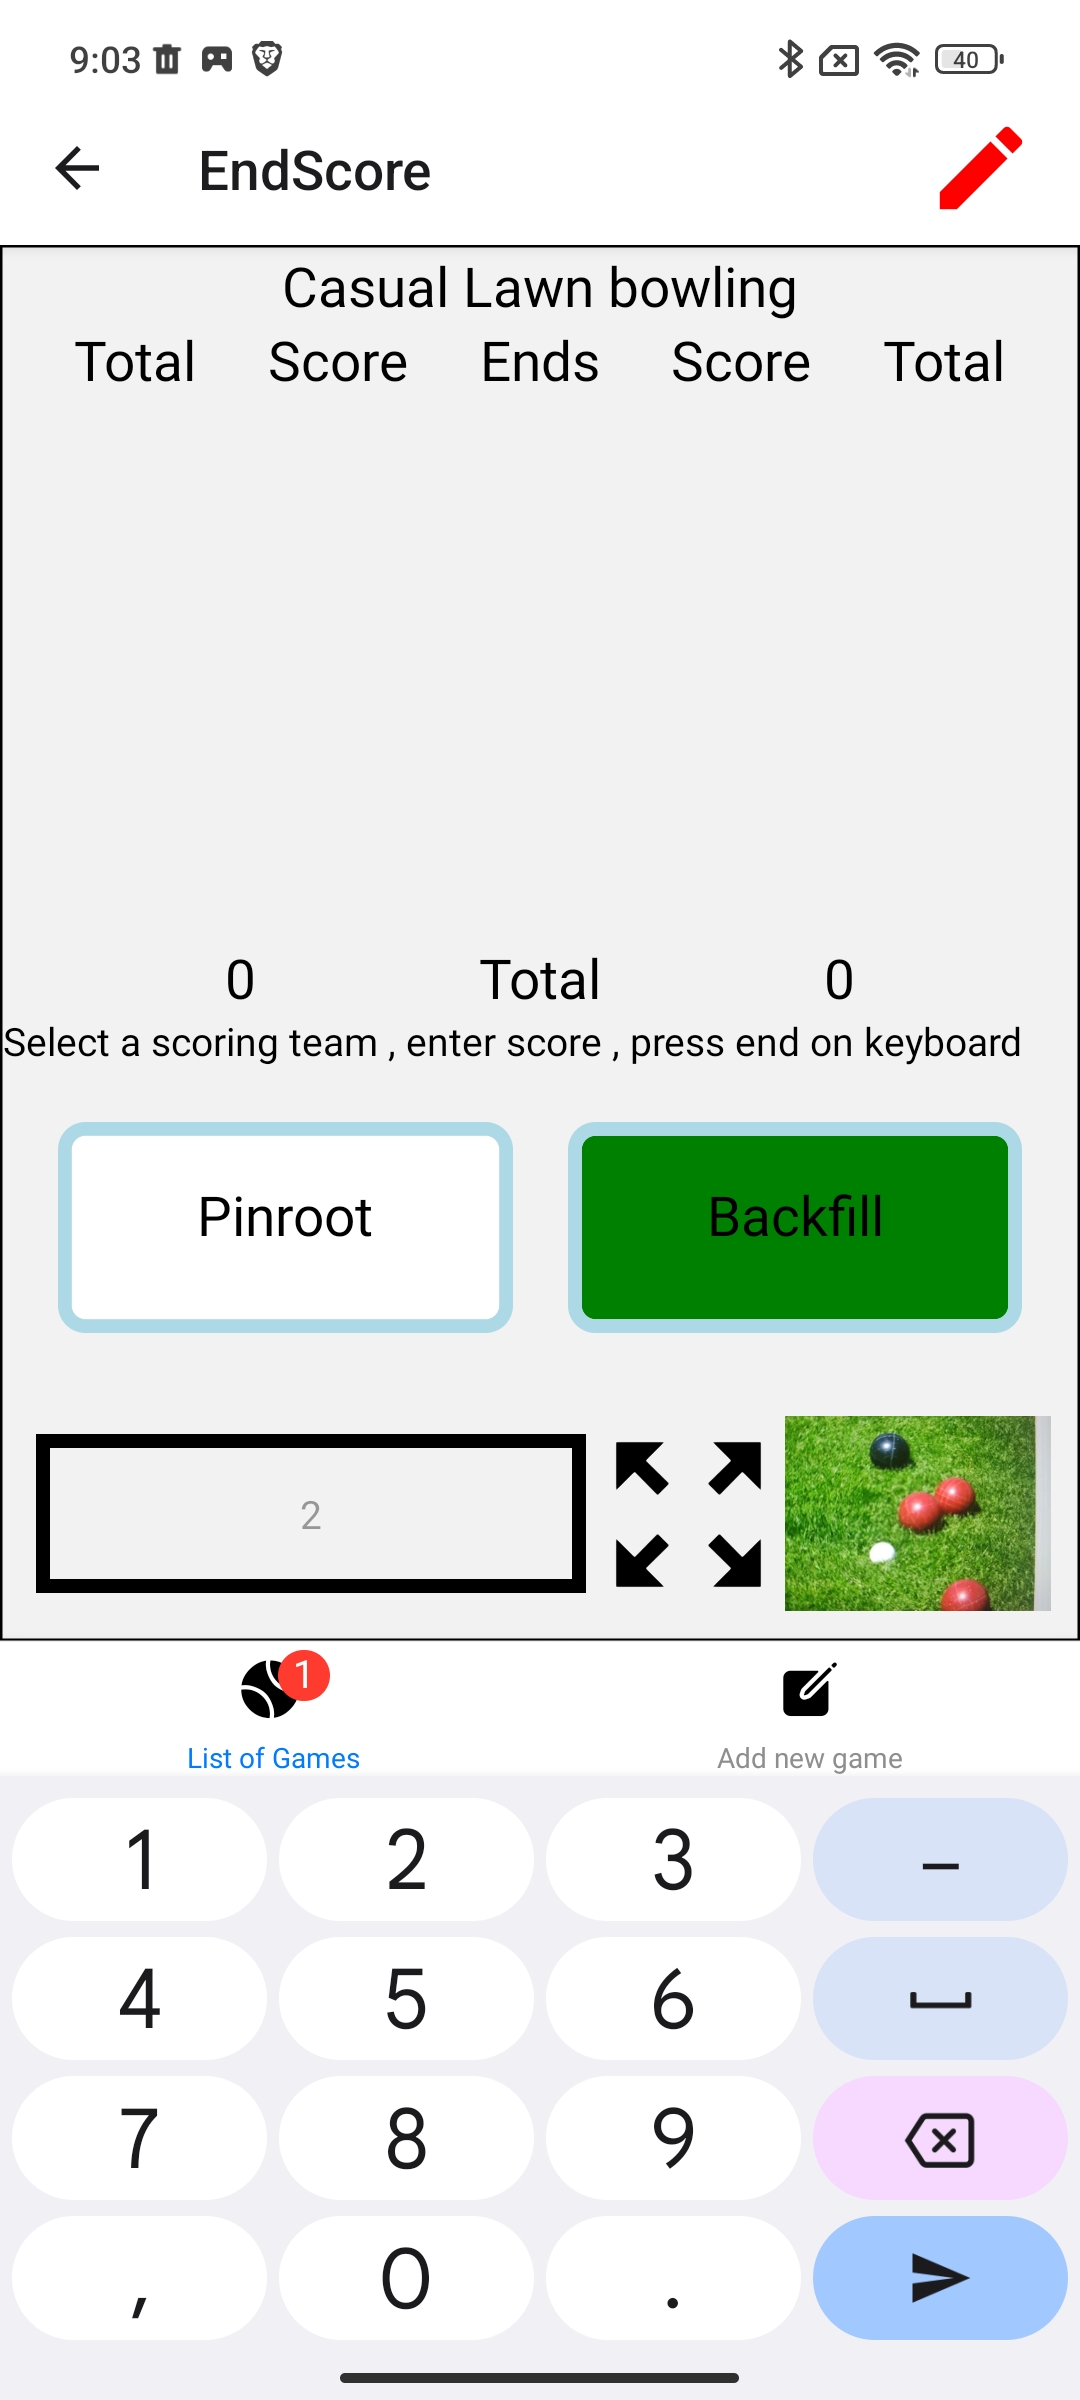 9:03 40
EndScore
Casual Lawn bowling
Total Score Ends Score Total
0 Total 0
Select a scoring team , enter score , press end on keyboard
Pinroot Backfill
2
1
List of Games Add new game
1 2 3 –
4 5 6
7 8 9
, 0 .